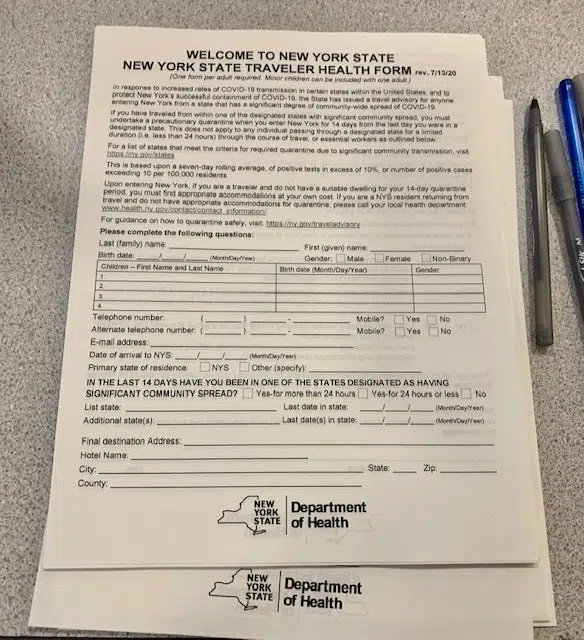 WELCOME TO NEW YORK STATE
NEW YORK STATE TRAVELER HEALTH FORM rev. 7/13/20
(One form per adult required. Minor children can be included with one adult.)
In response to increased rates of COVID-19 transmission in certain states within the United States, and to
protect New York's successful containment of COVID-19, the State has issued a travel advisory for anyone
entering New York from a state that has a significant degree of community-wide spread of COVID-19.
If you have traveled from within one of the designated states with significant community spread, you must
undertake a precautionary quarantine when you enter New York for 14 days from the last day you were in a
designated state. This does not apply to any individual passing through a designated state for a limited
duration (i.e. less than 24 hours) through the course of travel, or essential workers as outlined below.
For a list of states that meet the criteria for required quarantine due to significant community transmission, visit
https://ny.gov/states
This is based upon a seven-day rolling average, of positive tests in excess of 10%, or number of positive cases
exceeding 10 per 100,000 residents.
Upon entering New York, if you are a traveler and do not have a suitable dwelling for your 14-day quarantine
period, you must find appropriate accommodations at your own cost. If you are a NYS resident returning from
travel and do not have appropriate accommodations for quarantine, please call your local health department:
www.health.ny.gov/contact/contact_information/.
For guidance on how to quarantine safely, visit: https://ny.gov/traveladvisory
Please complete the following questions:
Last (family) name: First (given) name:
Birth date: / / (Month/Day/Year) Gender: Male Female Non-Binary
Children – First Name and Last Name Birth date (Month/Day/Year) Gender:
1.
2.
3.
4.
Telephone number: ( ) - Mobile? Yes No
Alternate telephone number: ( ) - Mobile? Yes No
E-mail address:
Date of arrival to NYS: / / (Month/Day/Year)
Primary state of residence: NYS Other (specify):
IN THE LAST 14 DAYS HAVE YOU BEEN IN ONE OF THE STATES DESIGNATED AS HAVING
SIGNIFICANT COMMUNITY SPREAD? Yes-for more than 24 hours Yes-for 24 hours or less No
List state: Last date in state: / / (Month/Day/Year)
Additional state(s): Last date(s) in state: / / (Month/Day/Year)
Final destination Address:
Hotel Name:
City: State: Zip:
County:
NEW YORK STATE Department of Health
NEW YORK STATE Department of Health